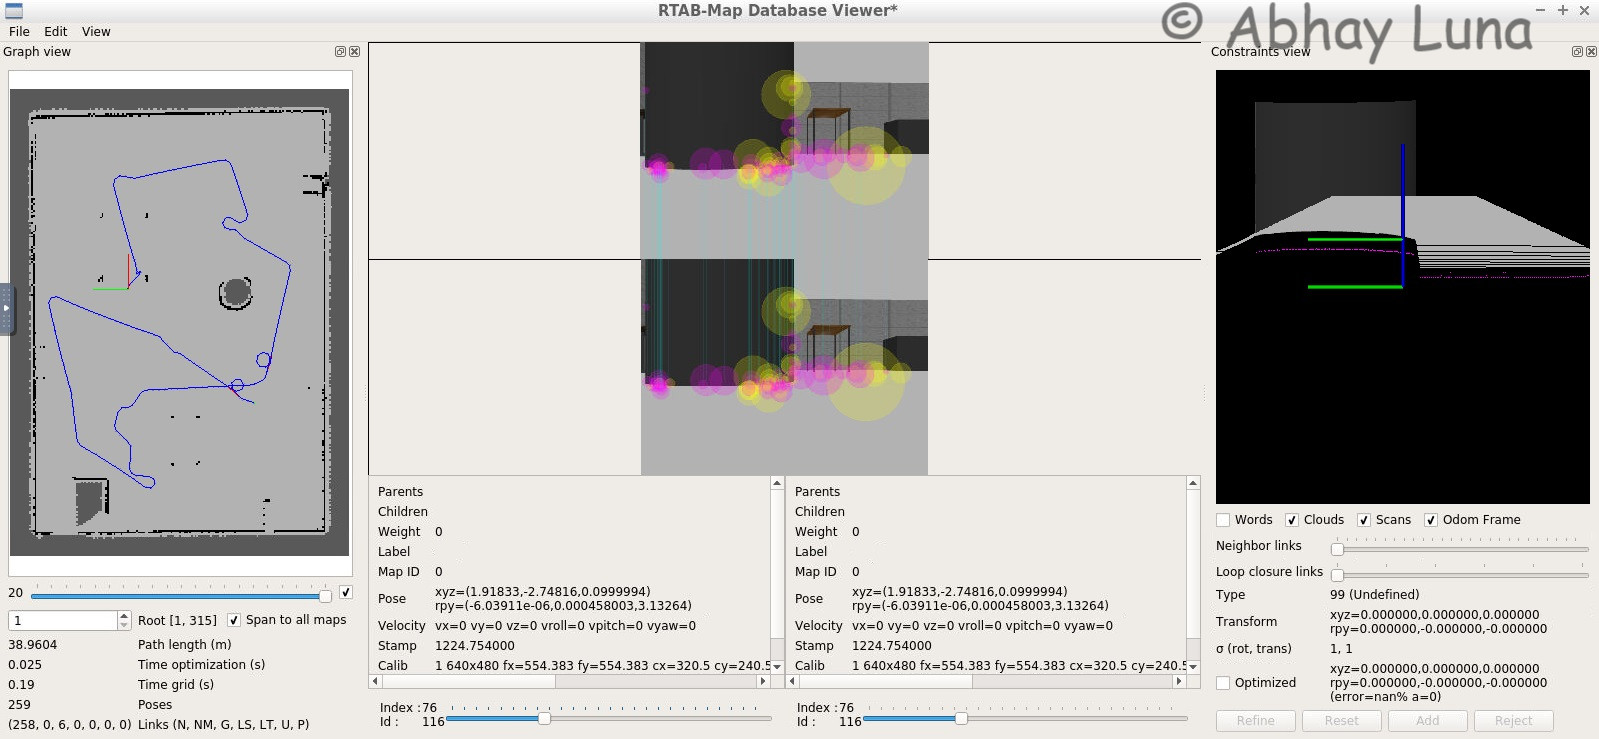 RTAB-Map Database Viewer*
© Abhay Luna
File Edit View
Graph view
Constraints view
20
1 Root [1, 315] Span to all maps
38.9604 Path length (m)
0.025 Time optimization (s)
0.19 Time grid (s)
259 Poses
(258, 0, 6, 0, 0, 0, 0) Links (N, NM, G, LS, LT, U, P)
Parents
Children
Weight 0
Label
Map ID 0
Pose xyz=(1.91833,-2.74816,0.0999994)
rpy=(-6.03911e-06,0.000458003,3.13264)
Velocity vx=0 vy=0 vz=0 vroll=0 vpitch=0 vyaw=0
Stamp 1224.754000
Calib 1 640x480 fx=554.383 fy=554.383 cx=320.5 cy=240.5
Index : 76
Id : 116
Parents
Children
Weight 0
Label
Map ID 0
Pose xyz=(1.91833,-2.74816,0.0999994)
rpy=(-6.03911e-06,0.000458003,3.13264)
Velocity vx=0 vy=0 vz=0 vroll=0 vpitch=0 vyaw=0
Stamp 1224.754000
Calib 1 640x480 fx=554.383 fy=554.383 cx=320.5 cy=240.5
Index : 76
Id : 116
Words Clouds Scans Odom Frame
Neighbor links
Loop closure links
Type 99 (Undefined)
Transform xyz=0.000000,0.000000,0.000000
rpy=0.000000,-0.000000,-0.000000
σ (rot, trans) 1, 1
Optimized xyz=0.000000,0.000000,0.000000
rpy=0.000000,-0.000000,-0.000000
(error=nan% a=0)
Refine Reset Add Reject